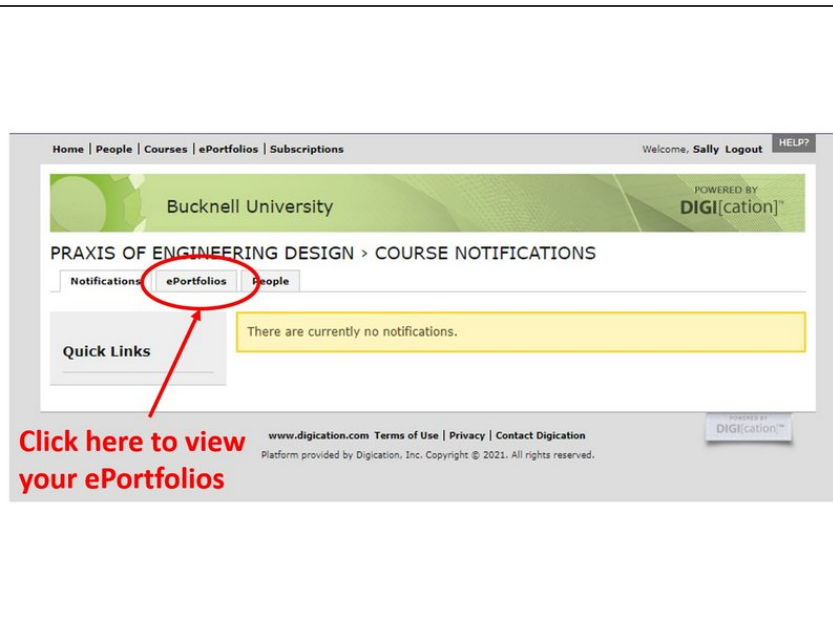 Home | People | Courses | ePortfolios | Subscriptions
Welcome, Sally Logout
HELP?
Bucknell University
POWERED BY
DIGI[cation]™
PRAXIS OF ENGINEERING DESIGN › COURSE NOTIFICATIONS
Notifications
ePortfolios
People
Quick Links
There are currently no notifications.
Click here to view
your ePortfolios
www.digication.com Terms of Use | Privacy | Contact Digication
Platform provided by Digication, Inc. Copyright © 2021. All rights reserved.
POWERED BY
DIGI[cation]™